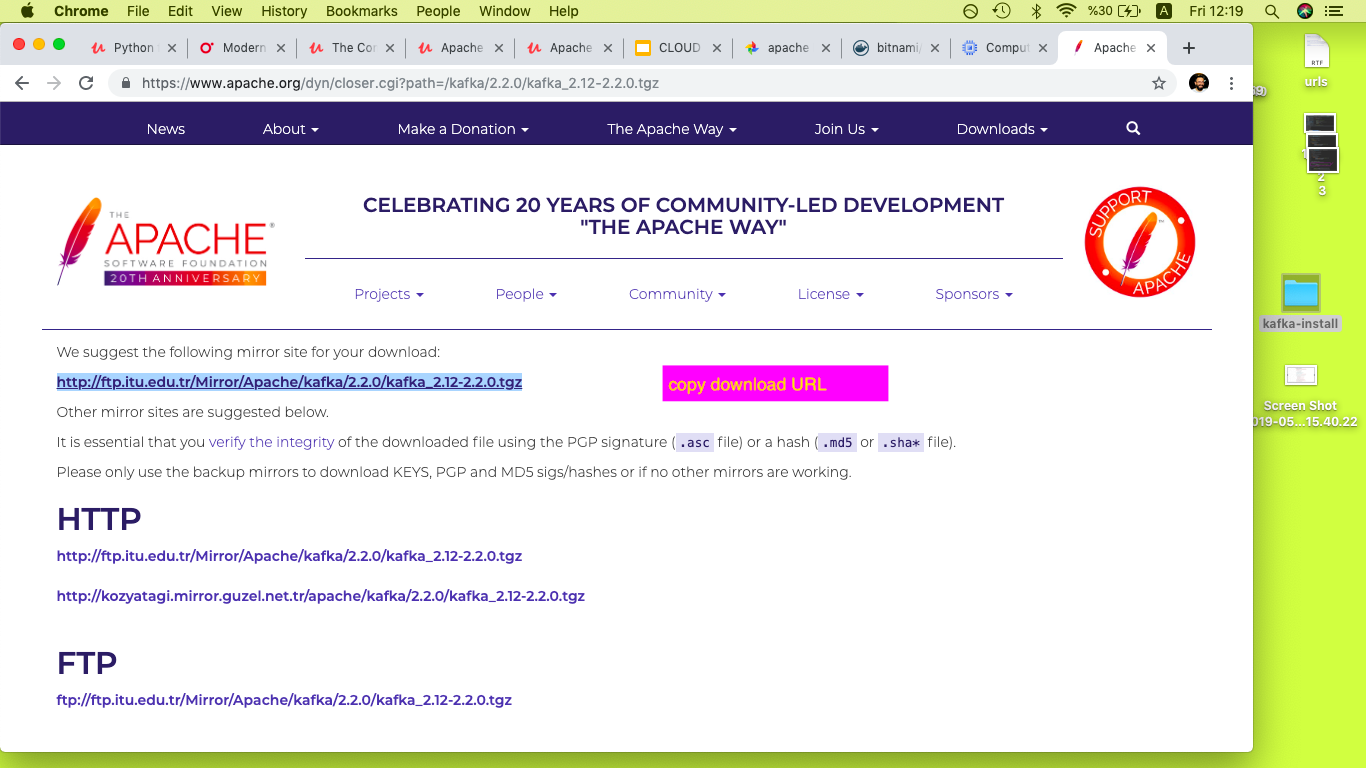 Chrome File Edit View History Bookmarks People Window Help %30 A Fri 12:19
Python Modern The Cor Apache Apache CLOUD apache bitnami/ Comput Apache
https://www.apache.org/dyn/closer.cgi?path=/kafka/2.2.0/kafka_2.12-2.2.0.tgz
News About Make a Donation The Apache Way Join Us Downloads
THE
APACHE
SOFTWARE FOUNDATION
20TH ANNIVERSARY
CELEBRATING 20 YEARS OF COMMUNITY-LED DEVELOPMENT
"THE APACHE WAY"
SUPPORT
APACHE
Projects People Community License Sponsors
We suggest the following mirror site for your download:
http://ftp.itu.edu.tr/Mirror/Apache/kafka/2.2.0/kafka_2.12-2.2.0.tgz
copy download URL
Other mirror sites are suggested below.
It is essential that you verify the integrity of the downloaded file using the PGP signature (.asc file) or a hash (.md5 or .sha* file).
Please only use the backup mirrors to download KEYS, PGP and MD5 sigs/hashes or if no other mirrors are working.
HTTP
http://ftp.itu.edu.tr/Mirror/Apache/kafka/2.2.0/kafka_2.12-2.2.0.tgz
http://kozyatagi.mirror.guzel.net.tr/apache/kafka/2.2.0/kafka_2.12-2.2.0.tgz
FTP
ftp://ftp.itu.edu.tr/Mirror/Apache/kafka/2.2.0/kafka_2.12-2.2.0.tgz
RTF
urls
2
3
kafka-install
Screen Shot
019-05...15.40.22